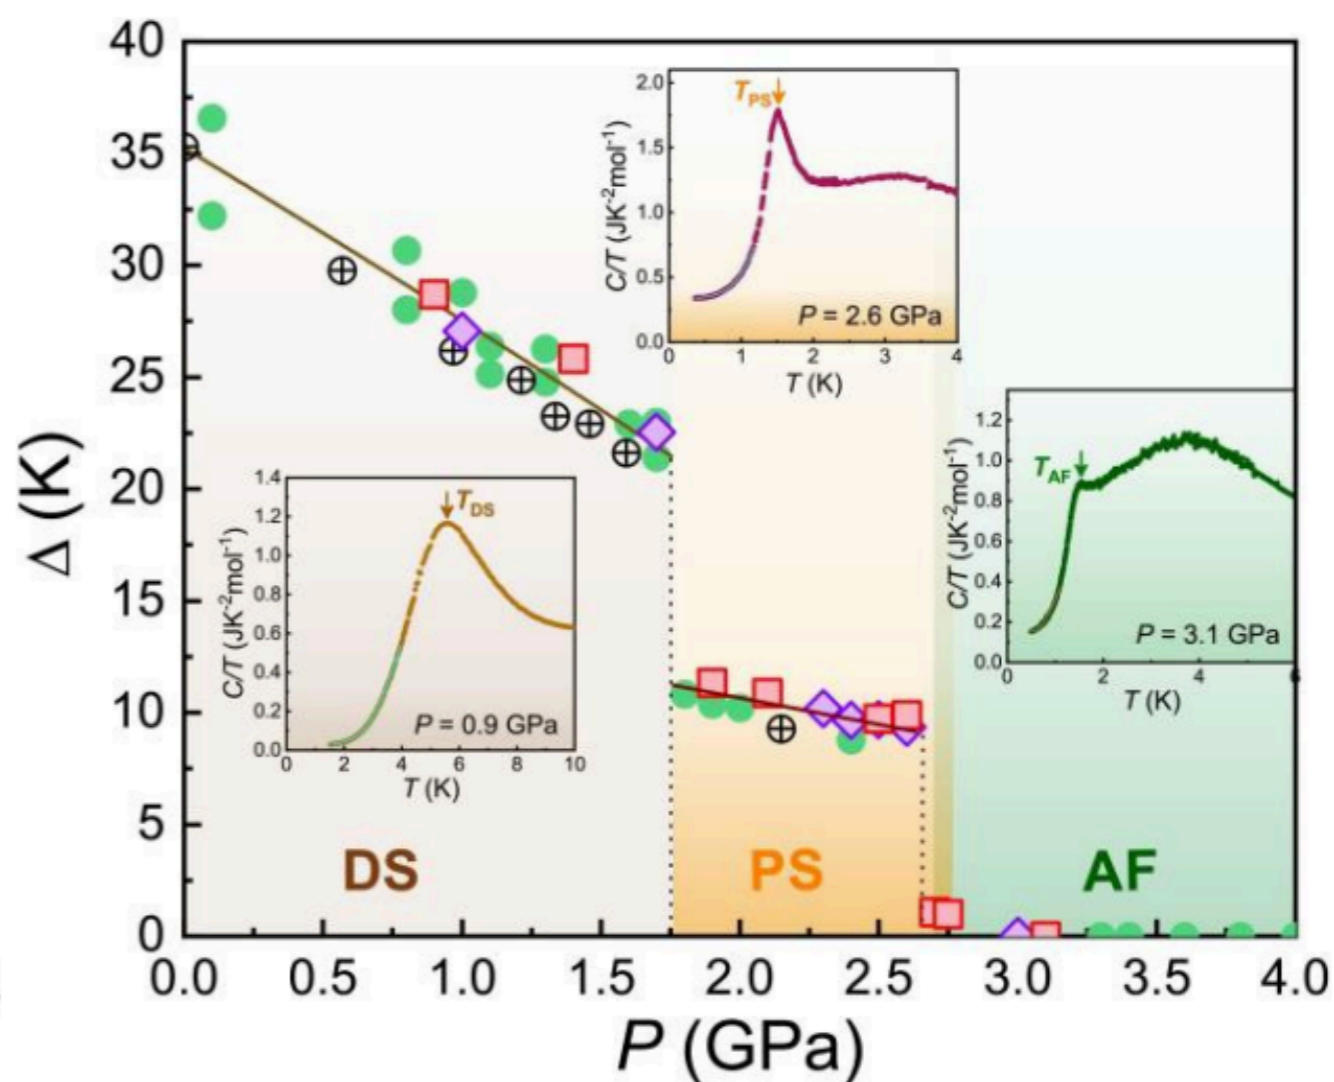 40
35
30
25
20
15
10
5
0
Δ (K)
0.0 0.5 1.0 1.5 2.0 2.5 3.0 3.5 4.0
P (GPa)
DS
PS
AF
2.0
1.5
1.0
0.5
0.0
C/T (JK⁻²mol⁻¹)
T_PS
P = 2.6 GPa
0 1 2 3 4
T (K)
1.2
1.0
0.8
0.6
0.4
0.2
0.0
C/T (JK⁻²mol⁻¹)
T_AF
P = 3.1 GPa
0 2 4 6
T (K)
1.4
1.2
1.0
0.8
0.6
0.4
0.2
0.0
C/T (JK⁻²mol⁻¹)
T_DS
P = 0.9 GPa
0 2 4 6 8 10
T (K)